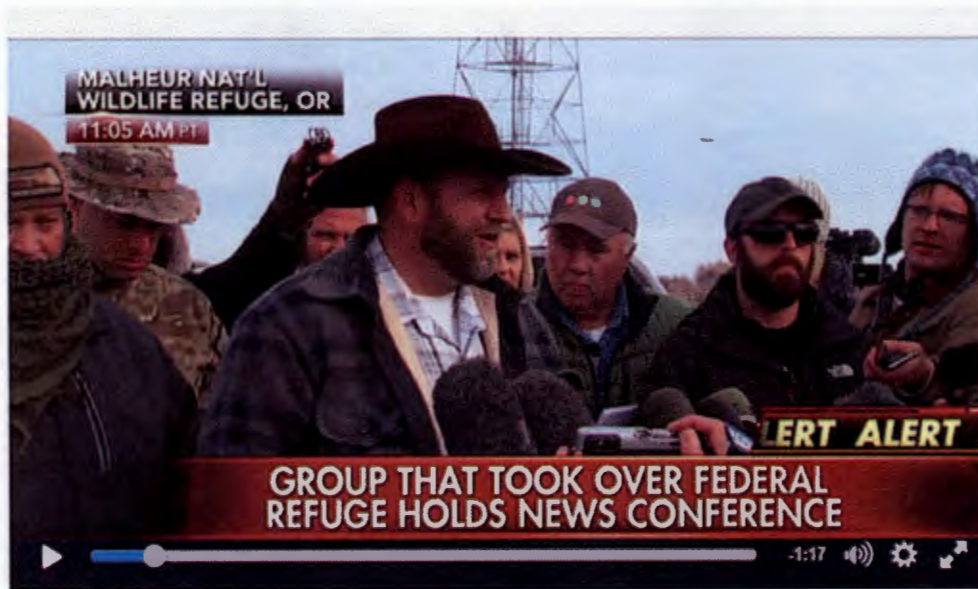 MALHEUR NAT'L
WILDLIFE REFUGE, OR
11:05 AM PT
LERT ALERT
GROUP THAT TOOK OVER FEDERAL
REFUGE HOLDS NEWS CONFERENCE
-1:17